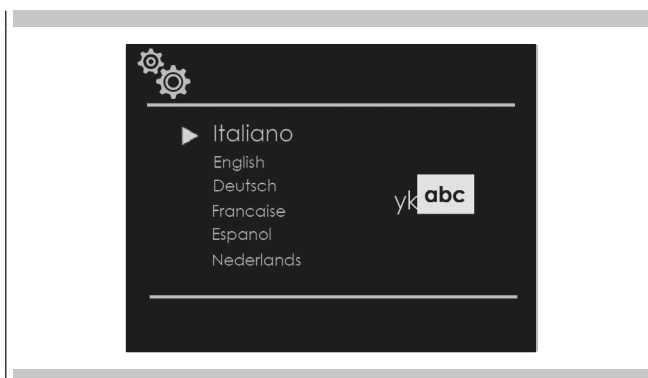 Italiano
English
Deutsch
Francaise
Espanol
Nederlands
yk abc